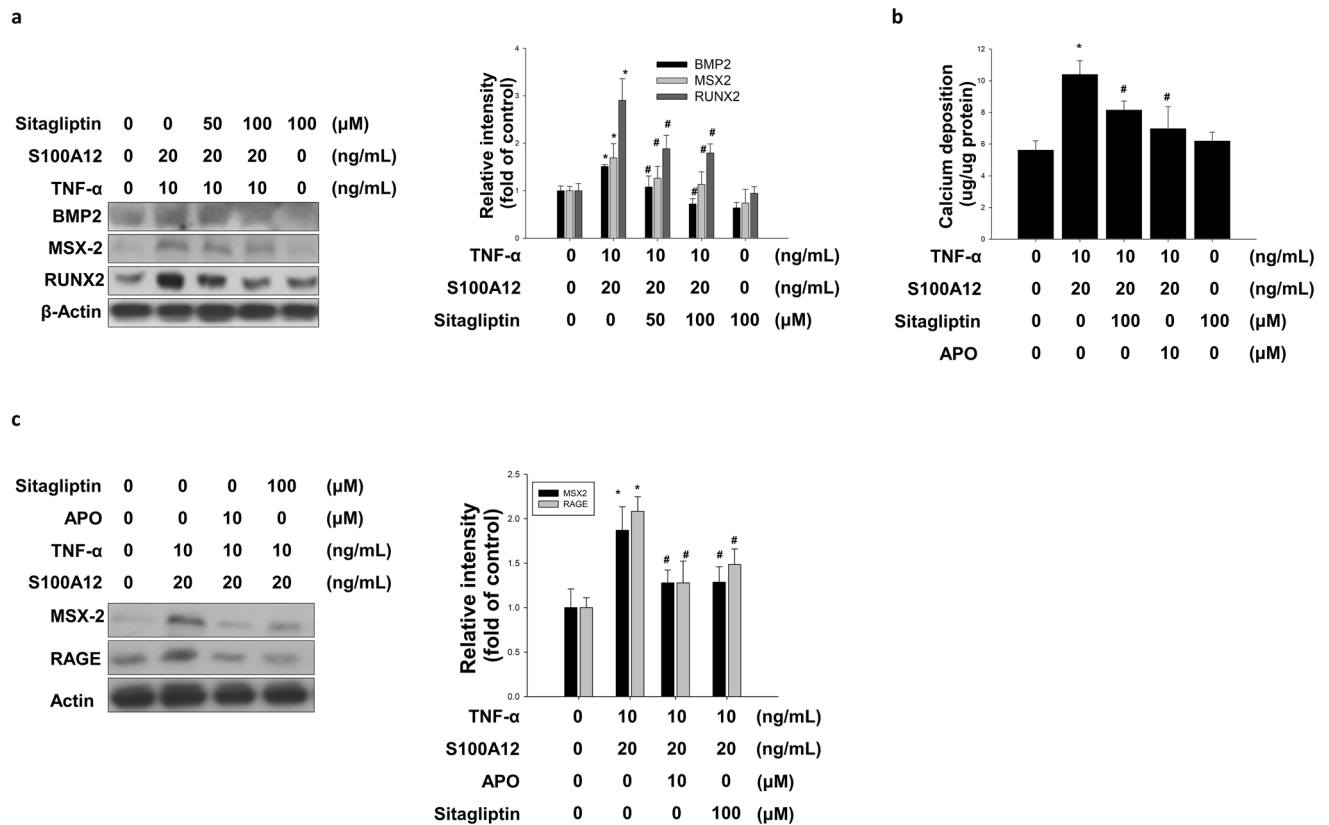 a
Sitagliptin 0 0 50 100 100 (µM)
S100A12 0 20 20 20 0 (ng/mL)
TNF-α 0 10 10 10 0 (ng/mL)
BMP2
MSX-2
RUNX2
β-Actin
Relative intensity
(fold of control)
4
3
2
1
0
BMP2
MSX2
RUNX2
* * *
# # #
# # #
TNF-α 0 10 10 10 0 (ng/mL)
S100A12 0 20 20 20 0 (ng/mL)
Sitagliptin 0 0 50 100 100 (µM)
b
Calcium deposition
(ug/ug protein)
12
10
8
6
4
2
0
* # #
TNF-α 0 10 10 10 0 (ng/mL)
S100A12 0 20 20 20 0 (ng/mL)
Sitagliptin 0 0 100 0 100 (µM)
APO 0 0 0 10 0 (µM)
c
Sitagliptin 0 0 0 100 (µM)
APO 0 0 10 0 (µM)
TNF-α 0 10 10 10 (ng/mL)
S100A12 0 20 20 20 (ng/mL)
MSX-2
RAGE
Actin
Relative intensity
(fold of control)
2.5
2.0
1.5
1.0
0.5
0.0
MSX2
RAGE
* *
# #
# #
TNF-α 0 10 10 10 (ng/mL)
S100A12 0 20 20 20 (ng/mL)
APO 0 0 10 0 (µM)
Sitagliptin 0 0 0 100 (µM)